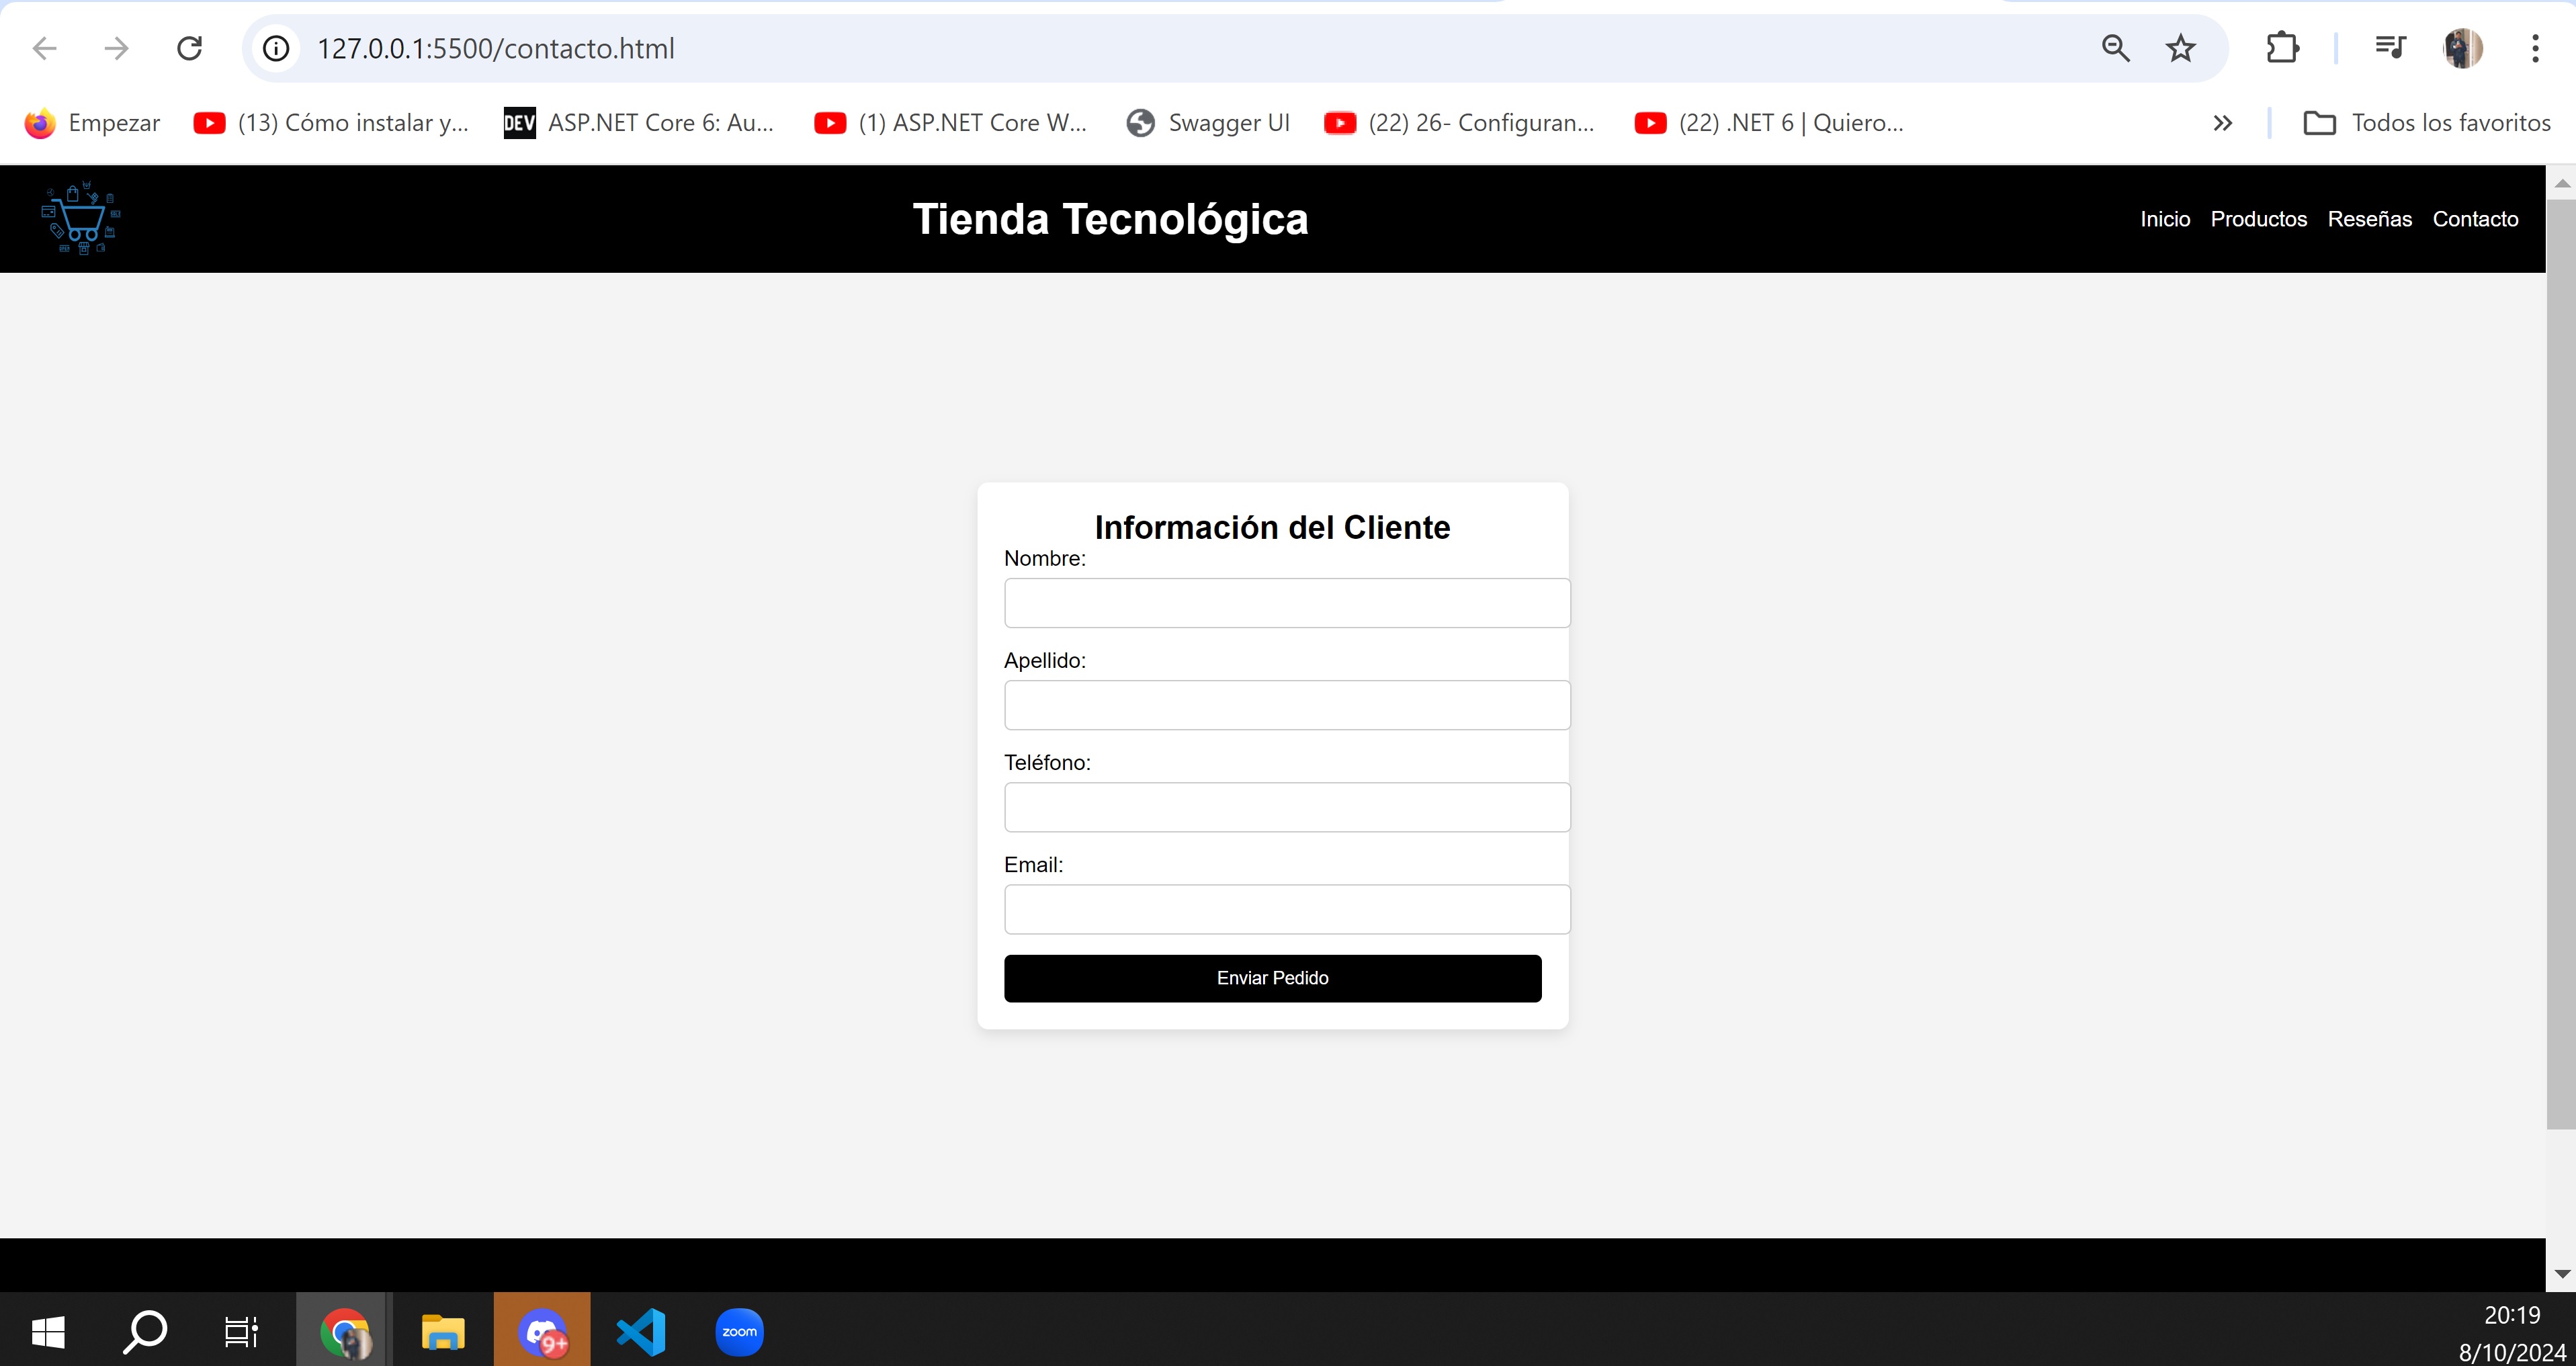 127.0.0.1:5500/contacto.html
Empezar (13) Cómo instalar y... DEV ASP.NET Core 6: Au... (1) ASP.NET Core W... Swagger UI (22) 26- Configuran... (22) .NET 6 | Quiero... Todos los favoritos
Tienda Tecnológica
Inicio Productos Reseñas Contacto
Información del Cliente
Nombre:
Apellido:
Teléfono:
Email:
Enviar Pedido
9+ zoom
20:19
8/10/2024